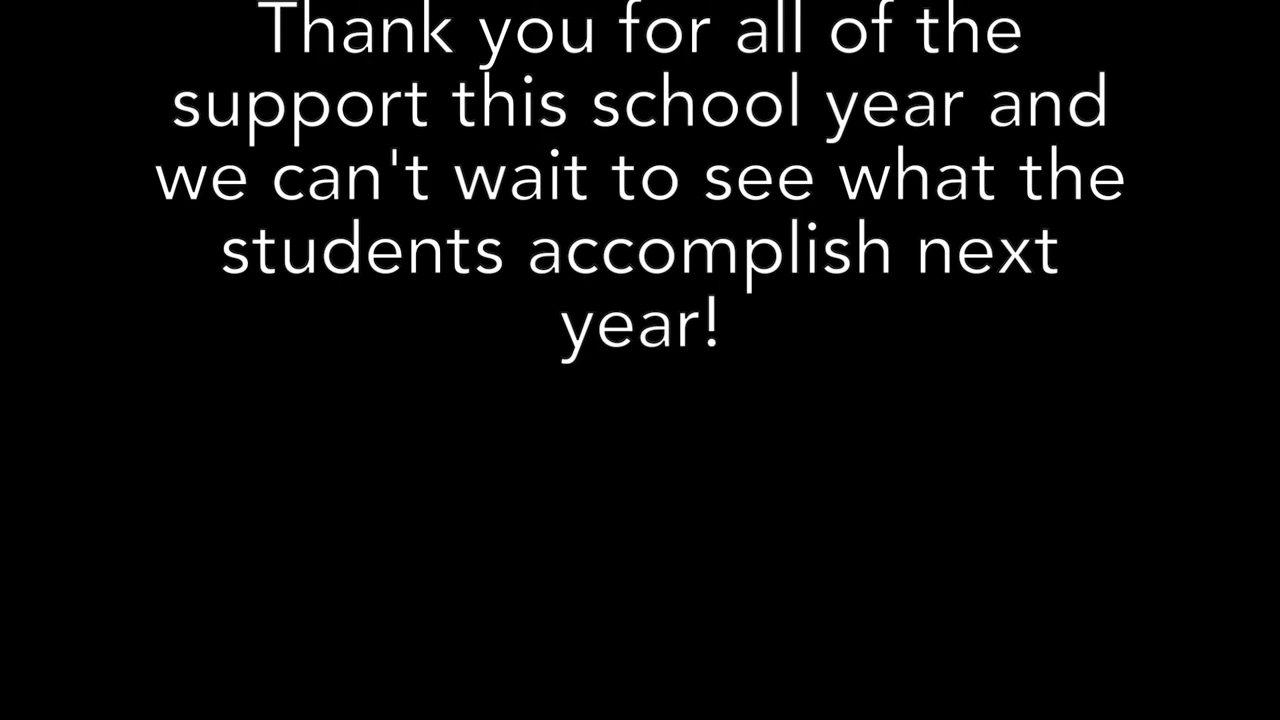 Thank you for all of the
support this school year and
we can't wait to see what the
students accomplish next
year!